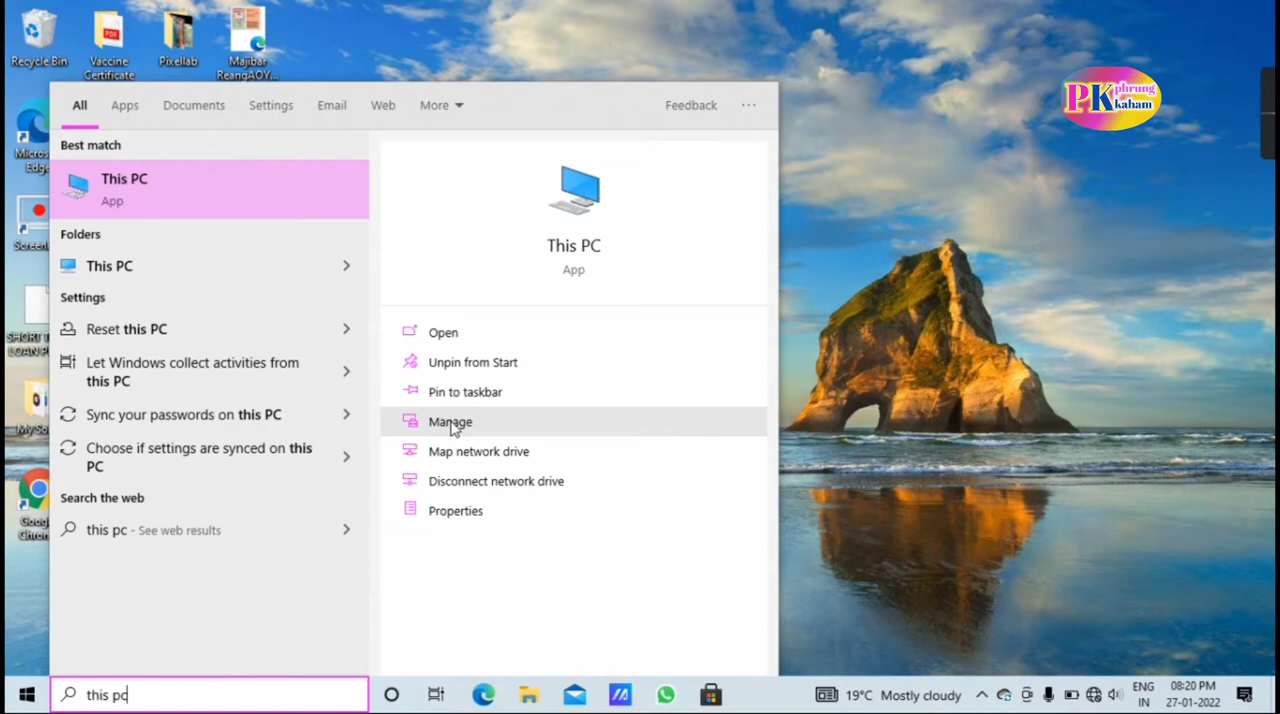 Recycle Bin
Vaccine
Certificate
Pixellab
Majibar
ReangAOY...
All
Apps
Documents
Settings
Email
Web
More
Feedback
...
PK phrung
kaham
Best match
This PC
App
Folders
This PC
Settings
Reset this PC
Let Windows collect activities from
this PC
Sync your passwords on this PC
Choose if settings are synced on this
PC
Search the web
this pc - See web results
This PC
App
Open
Unpin from Start
Pin to taskbar
Manage
Map network drive
Disconnect network drive
Properties
this pc
19°C Mostly cloudy
ENG
IN
08:20 PM
27-01-2022